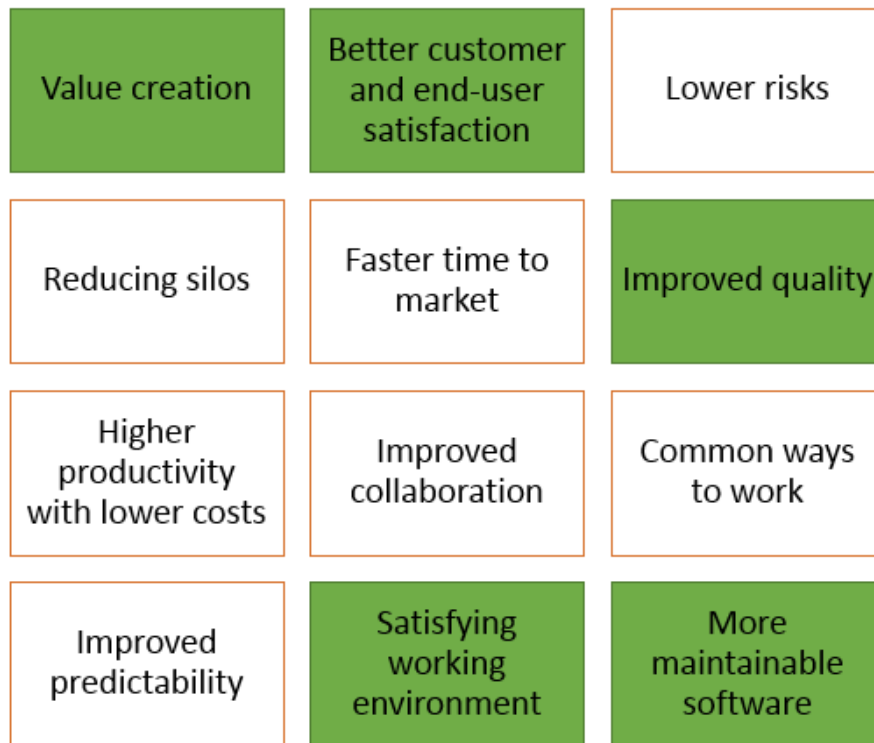 Value creation
Better customer
and end-user
satisfaction
Lower risks
Reducing silos
Faster time to
market
Improved quality
Higher
productivity
with lower costs
Improved
collaboration
Common ways
to work
Improved
predictability
Satisfying
working
environment
More
maintainable
software